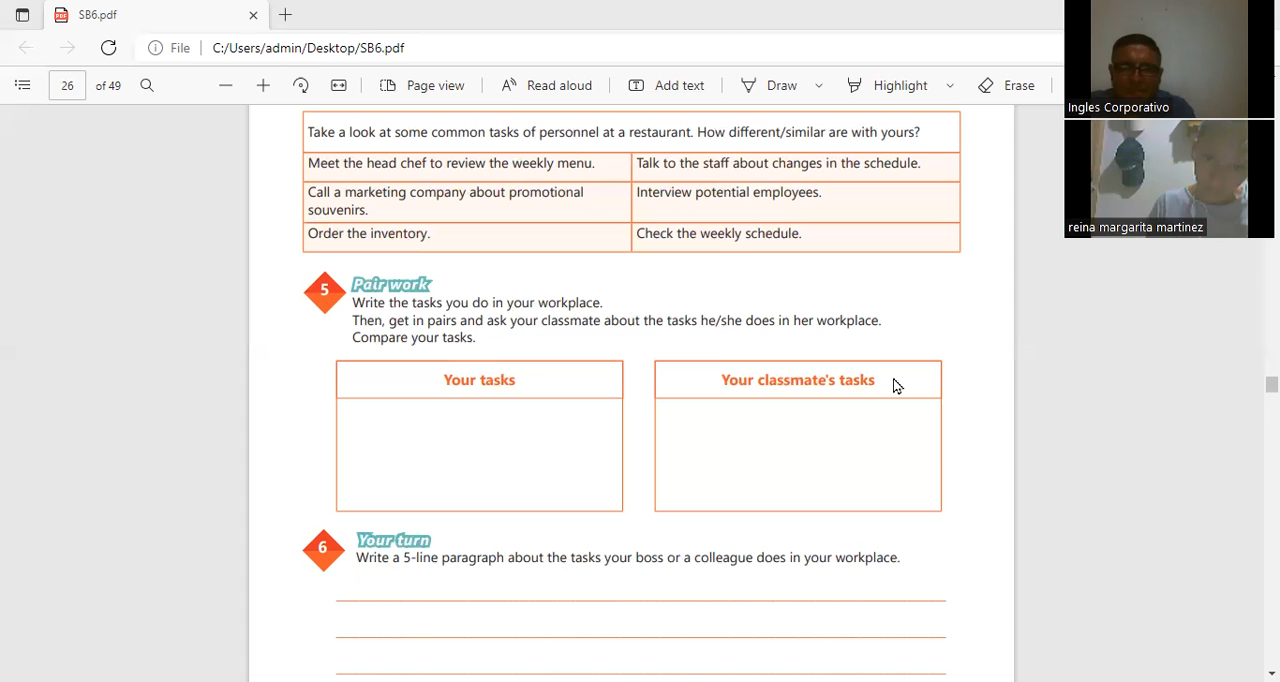 SB6.pdf
File
C:/Users/admin/Desktop/SB6.pdf
26 of 49
Page view
Read aloud
Add text
Draw
Highlight
Erase
Ingles Corporativo
reina margarita martinez
Take a look at some common tasks of personnel at a restaurant. How different/similar are with yours?
Meet the head chef to review the weekly menu.
Talk to the staff about changes in the schedule.
Call a marketing company about promotional
souvenirs.
Interview potential employees.
Order the inventory.
Check the weekly schedule.
5
Pair work
Write the tasks you do in your workplace.
Then, get in pairs and ask your classmate about the tasks he/she does in her workplace.
Compare your tasks.
Your tasks
Your classmate's tasks
6
Your turn
Write a 5-line paragraph about the tasks your boss or a colleague does in your workplace.